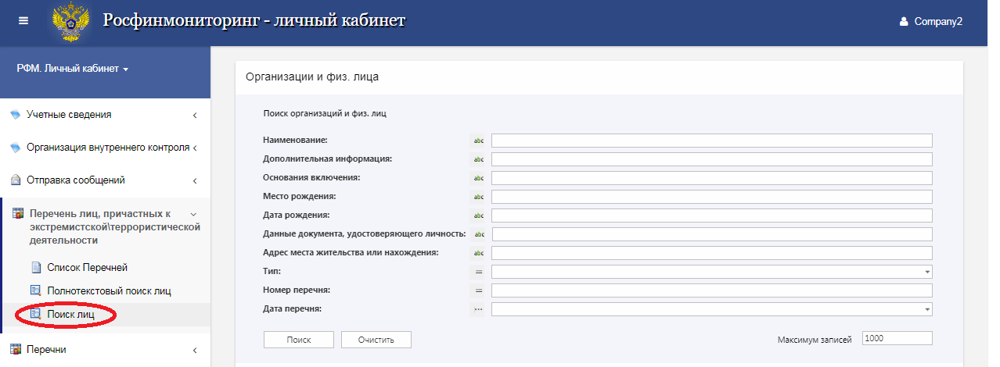 Росфинмониторинг - личный кабинет
Company2
РФМ. Личный кабинет
Учетные сведения
Организация внутреннего контроля
Отправка сообщений
Перечень лиц, причастных к
экстремистской\террористической
деятельности
Список Перечней
Полнотекстовый поиск лиц
Поиск лиц
Перечни
Организации и физ. лица
Поиск организаций и физ. лиц
Наименование: abc
Дополнительная информация: abc
Основания включения: abc
Место рождения: abc
Дата рождения: abc
Данные документа, удостоверяющего личность: abc
Адрес места жительства или нахождения: abc
Тип: =
Номер перечня: =
Дата перечня: ...
Поиск Очистить Максимум записей 1000